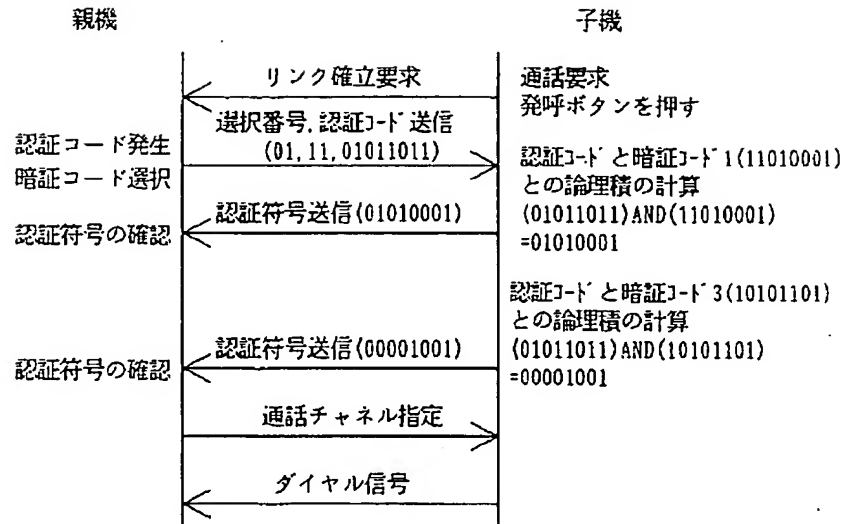 親機
子機
リンク確立要求
通話要求
発呼ボタンを押す
選択番号,認証ｺｰﾄﾞ送信
(01,11,01011011)
認証コード発生
暗証コード選択
認証ｺｰﾄﾞと暗証ｺｰﾄﾞ1(11010001)
との論理積の計算
(01011011)AND(11010001)
=01010001
認証符号送信(01010001)
認証符号の確認
認証ｺｰﾄﾞと暗証ｺｰﾄﾞ3(10101101)
との論理積の計算
(01011011)AND(10101101)
=00001001
認証符号送信(00001001)
認証符号の確認
通話チャネル指定
ダイヤル信号